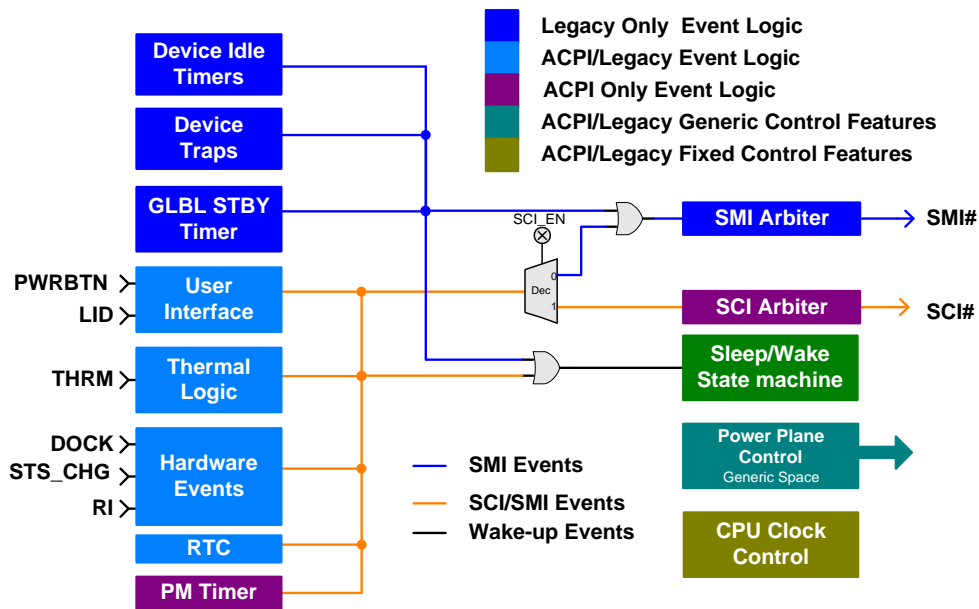 Legacy Only Event Logic
ACPI/Legacy Event Logic
ACPI Only Event Logic
ACPI/Legacy Generic Control Features
ACPI/Legacy Fixed Control Features
Device Idle
Timers
Device
Traps
GLBL STBY
Timer
SCI_EN
SMI Arbiter
SMI#
PWRBTN
LID
User
Interface
Dec
0
1
SCI Arbiter
SCI#
THRM
Thermal
Logic
Sleep/Wake
State machine
DOCK
STS_CHG
RI
Hardware
Events
SMI Events
SCI/SMI Events
Wake-up Events
Power Plane
Control
Generic Space
RTC
PM Timer
CPU Clock
Control